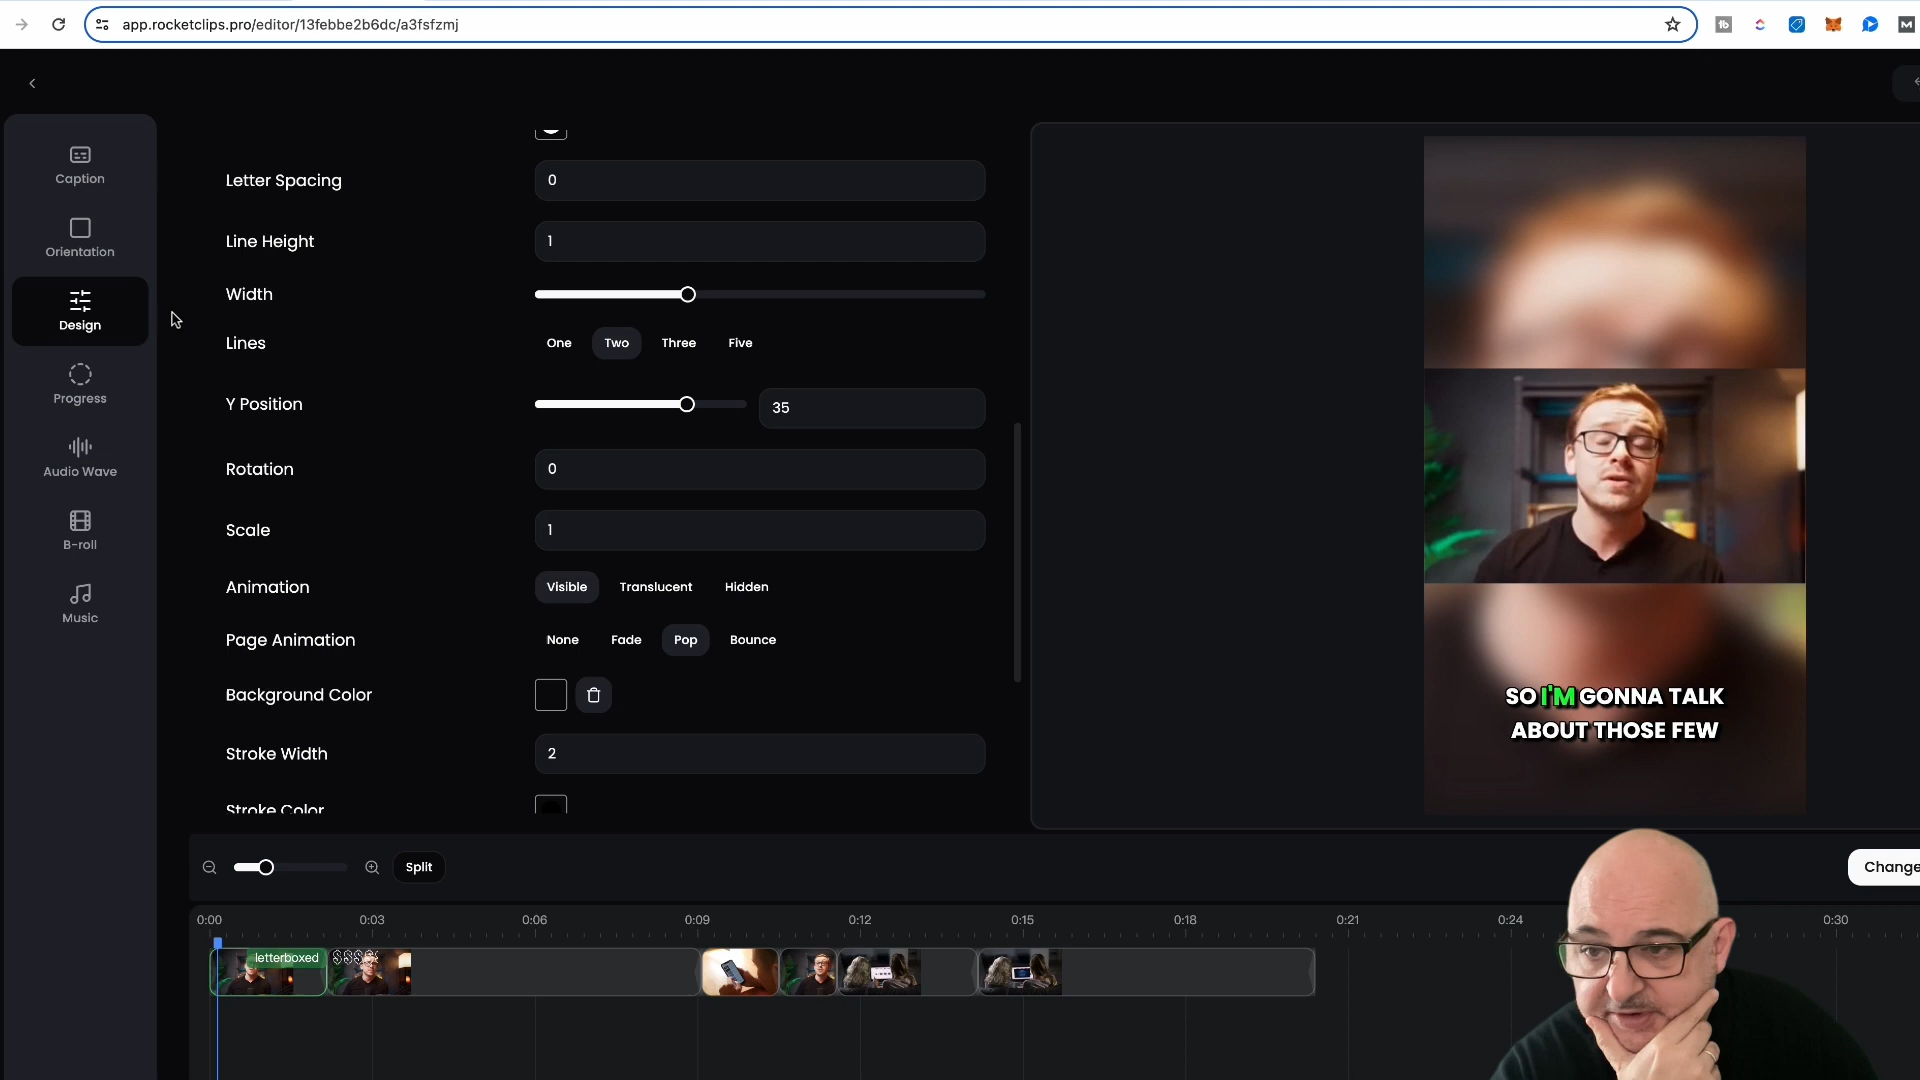 app.rocketclips.pro/editor/13febbe2b6dc/a3fsfzmj
Caption
Orientation
Design
Progress
Audio Wave
B-roll
Music
Letter Spacing
0
Line Height
1
Width
Lines
One Two Three Five
Y Position
35
Rotation
0
Scale
1
Animation
Visible Translucent Hidden
Page Animation
None Fade Pop Bounce
Background Color
Stroke Width
2
Stroke Color
SO I'M GONNA TALK
ABOUT THOSE FEW
Split
Change
0:00 0:03 0:06 0:09 0:12 0:15 0:18 0:21 0:24 0:30
letterboxed